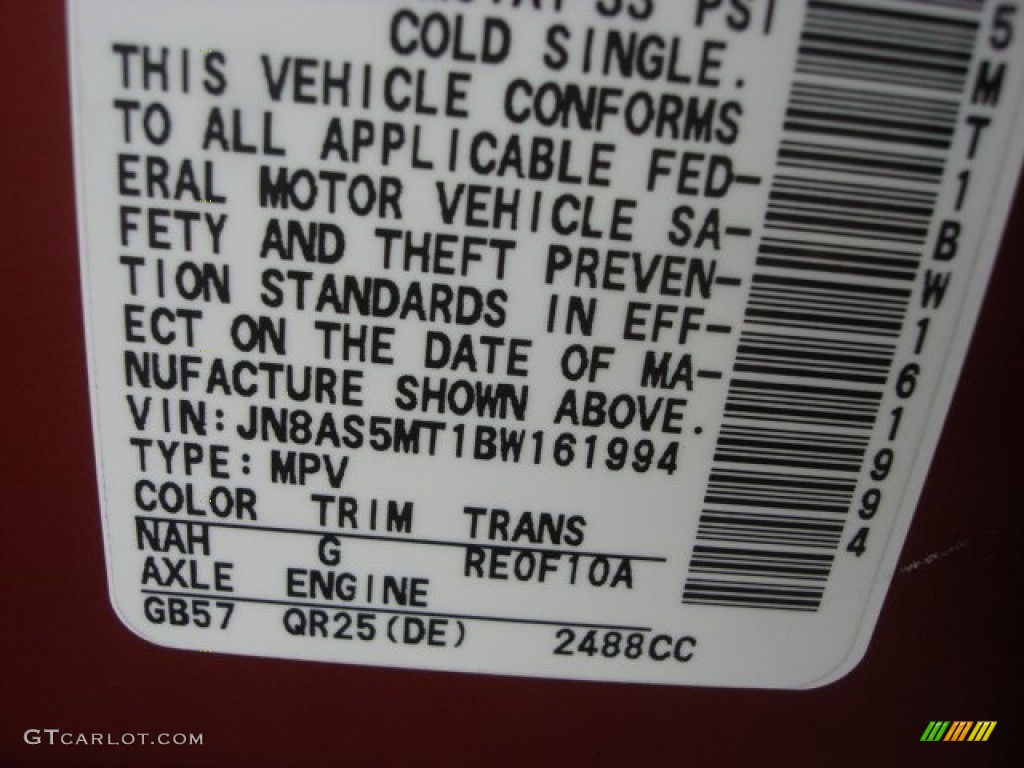 33 PSI
COLD SINGLE.
THIS VEHICLE CONFORMS
TO ALL APPLICABLE FED-
ERAL MOTOR VEHICLE SA-
FETY AND THEFT PREVEN-
TION STANDARDS IN EFF-
ECT ON THE DATE OF MA-
NUFACTURE SHOWN ABOVE.
VIN: JN8AS5MT1BW161994
TYPE: MPV
COLOR TRIM TRANS
NAH G RE0F10A
AXLE ENGINE
GB57 QR25(DE) 2488CC
5MT1BW161994
GTCARLOT.COM